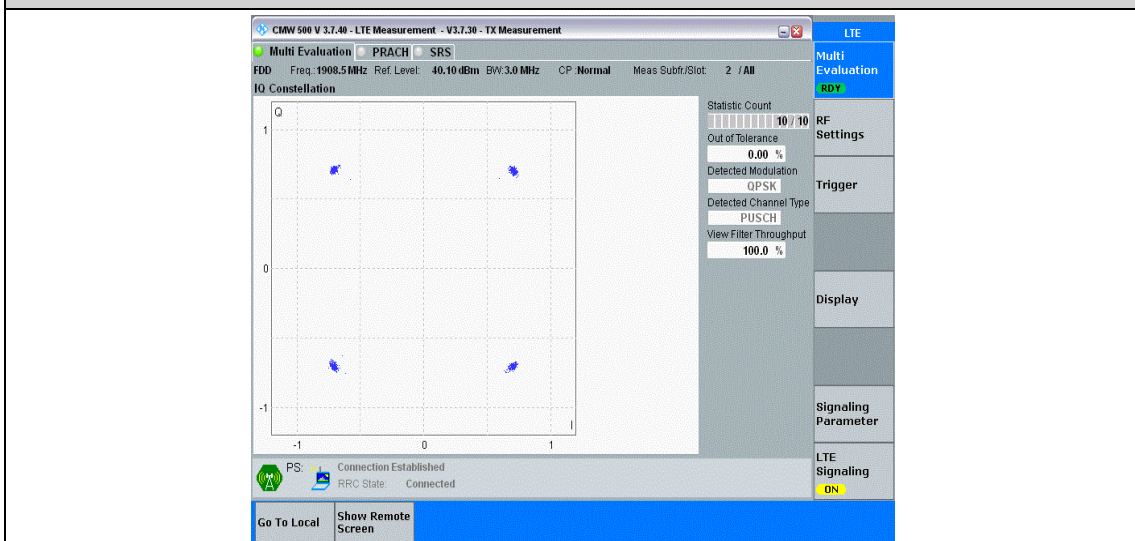 CMW 500 V 3.7.40 - LTE Measurement - V3.7.30 - TX Measurement
LTE
Multi Evaluation PRACH SRS
Multi
Evaluation
RDY
FDD Freq.:1908.5 MHz Ref. Level: 40.10 dBm BW:3.0 MHz CP :Normal Meas Subfr./Slot: 2 / All
IQ Constellation
Q
1
0
-1
-1 0 1
I
Statistic Count
10 / 10
Out of Tolerance
0.00 %
Detected Modulation
QPSK
Detected Channel Type
PUSCH
View Filter Throughput
100.0 %
RF
Settings
Trigger
Display
Signaling
Parameter
LTE
Signaling
ON
PS: Connection Established
RRC State: Connected
Go To Local
Show Remote
Screen